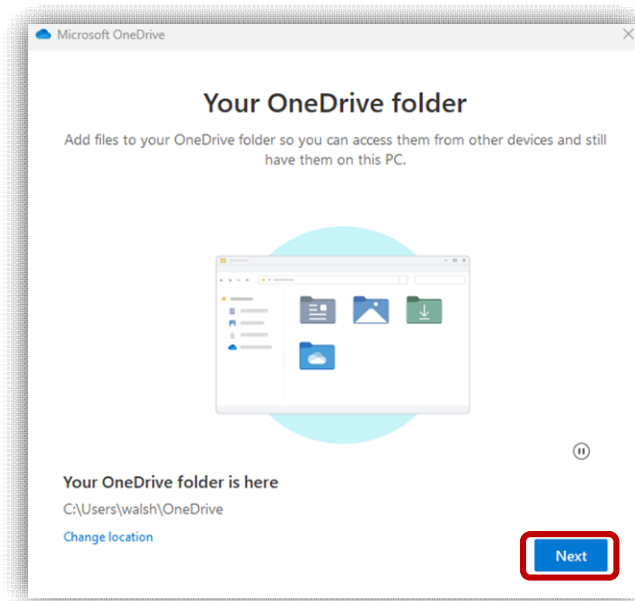 Microsoft OneDrive
Your OneDrive folder
Add files to your OneDrive folder so you can access them from other devices and still
have them on this PC.
Your OneDrive folder is here
C:\Users\walsh\OneDrive
Change location
Next